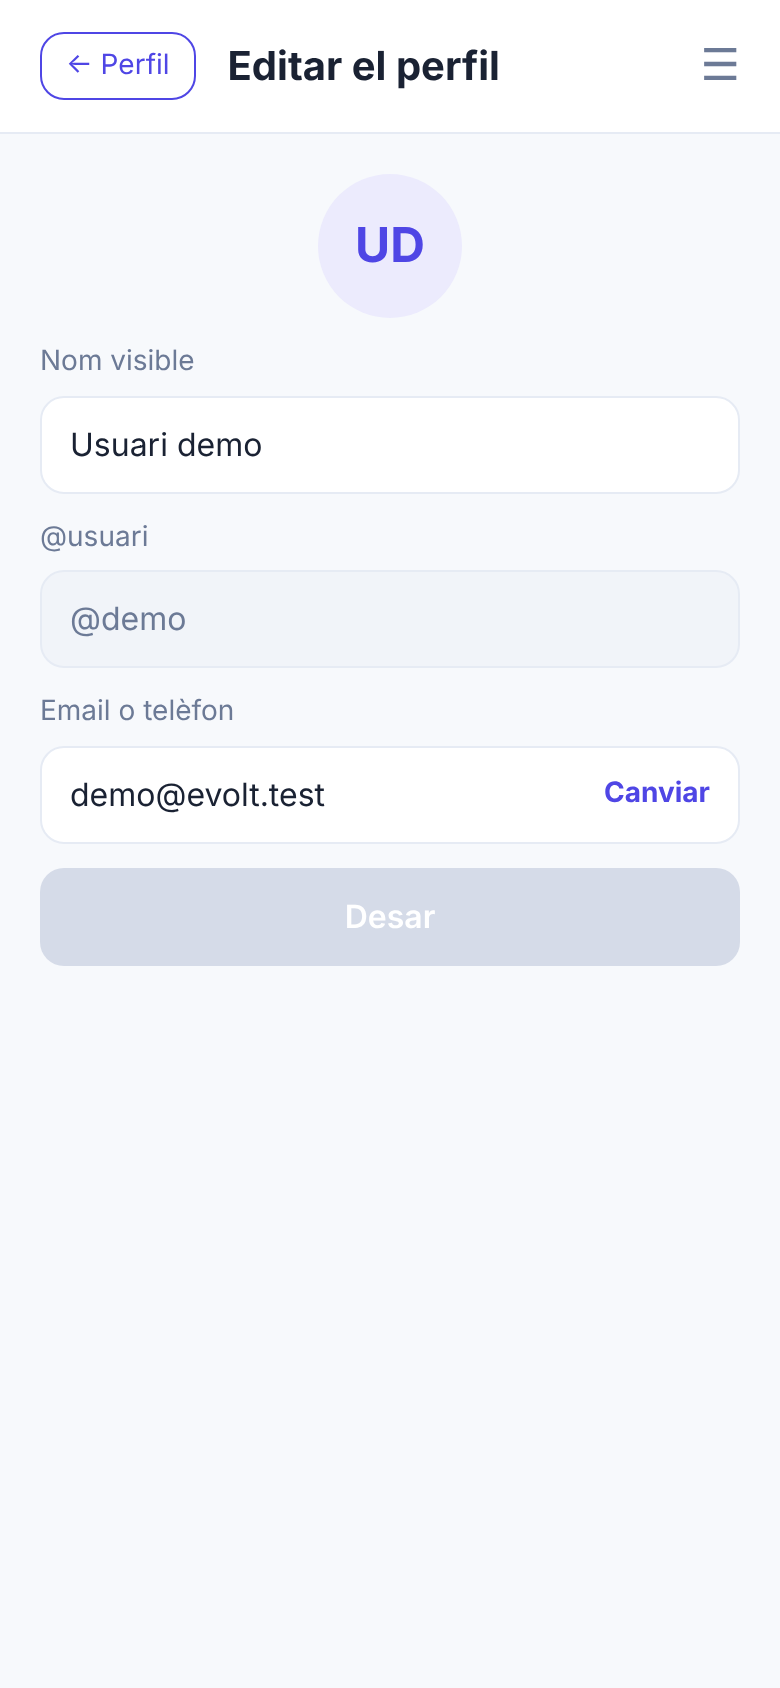 ← Perfil
Editar el perfil
☰
UD
Nom visible
Usuari demo
@usuari
@demo
Email o telèfon
demo@evolt.test
Canviar
Desar